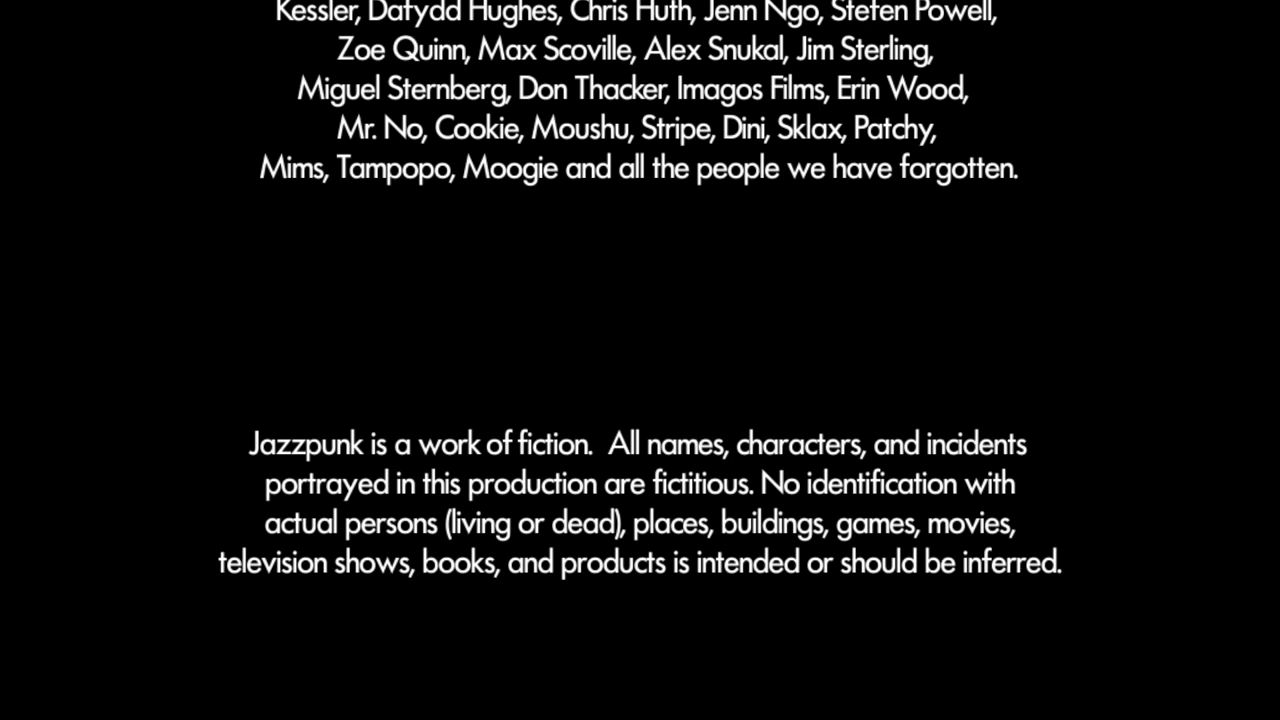 Kessler, Dafydd Hughes, Chris Huth, Jenn Ngo, Stefen Powell,
Zoe Quinn, Max Scoville, Alex Snukal, Jim Sterling,
Miguel Sternberg, Don Thacker, Imagos Films, Erin Wood,
Mr. No, Cookie, Moushu, Stripe, Dini, Sklax, Patchy,
Mims, Tampopo, Moogie and all the people we have forgotten.
Jazzpunk is a work of fiction.  All names, characters, and incidents
portrayed in this production are fictitious. No identification with
actual persons (living or dead), places, buildings, games, movies,
television shows, books, and products is intended or should be inferred.